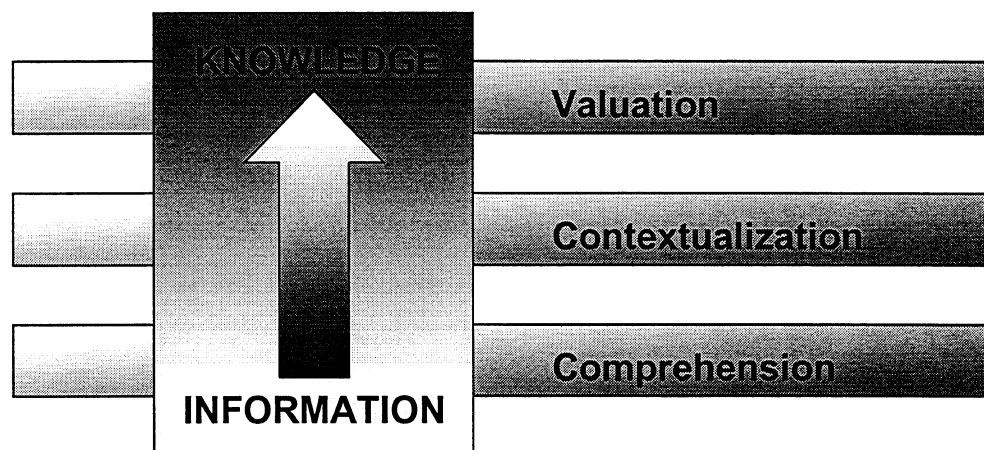 KNOWLEDGE
Valuation
Contextualization
Comprehension
INFORMATION